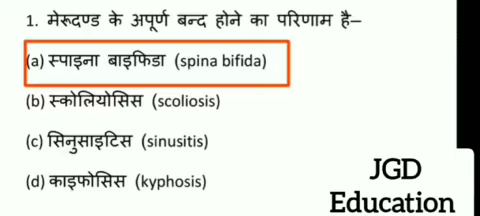 1. मेरूदण्ड के अपूर्ण बन्द होने का परिणाम है–
(a) स्पाइना बाइफिडा (spina bifida)
(b) स्कोलियोसिस (scoliosis)
(c) सिनुसाइटिस (sinusitis)
(d) काइफोसिस (kyphosis)
JGD
Education